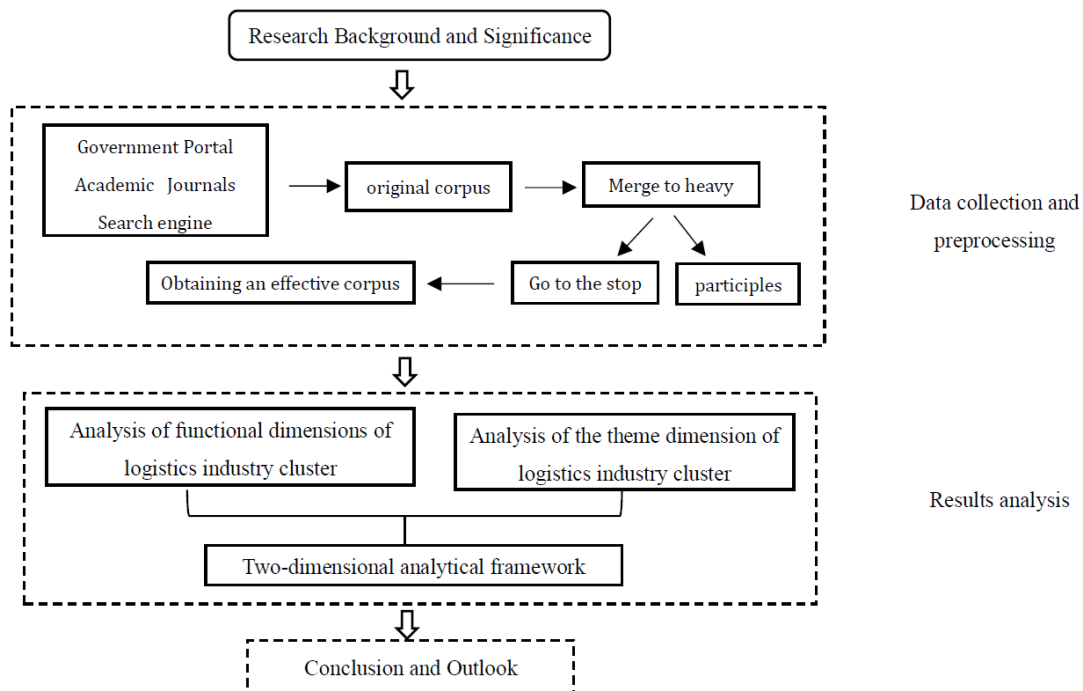 Research Background and Significance
Government Portal
Academic Journals
Search engine
original corpus
Merge to heavy
Data collection and
preprocessing
Obtaining an effective corpus
Go to the stop
participles
Analysis of functional dimensions of
logistics industry cluster
Analysis of the theme dimension of
logistics industry cluster
Results analysis
Two-dimensional analytical framework
Conclusion and Outlook